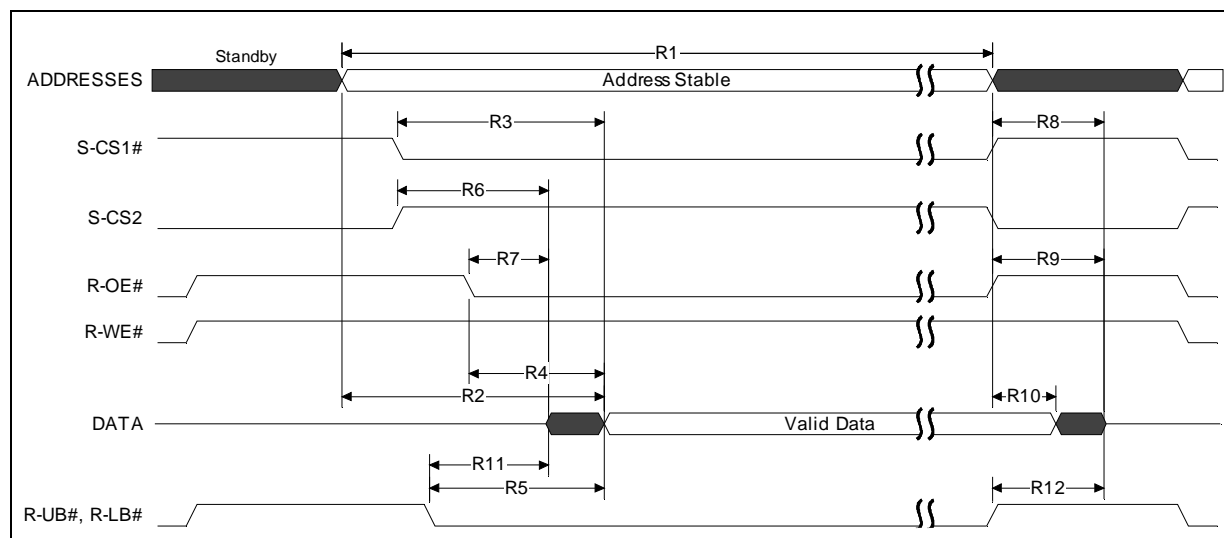 Standby
R1
ADDRESSES
Address Stable
R3
R8
S-CS1#
R6
S-CS2
R7
R9
R-OE#
R-WE#
R4
R2
R10
DATA
Valid Data
R11
R5
R12
R-UB#, R-LB#